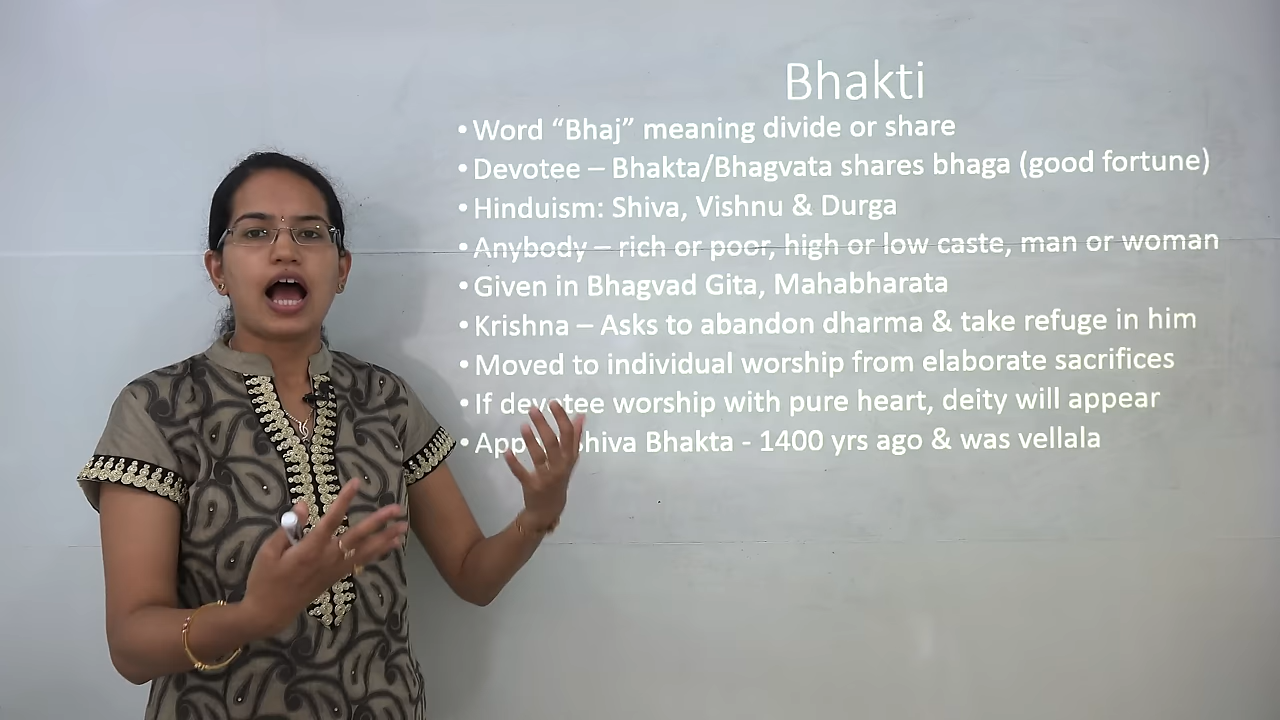 Bhakti
• Word “Bhaj” meaning divide or share
• Devotee – Bhakta/Bhagvata shares bhaga (good fortune)
• Hinduism: Shiva, Vishnu & Durga
• Anybody – rich or poor, high or low caste, man or woman
• Given in Bhagvad Gita, Mahabharata
• Krishna – Asks to abandon dharma & take refuge in him
• Moved to individual worship from elaborate sacrifices
• If devotee worship with pure heart, deity will appear
• Shiva Bhakta - 1400 yrs ago & was vellala